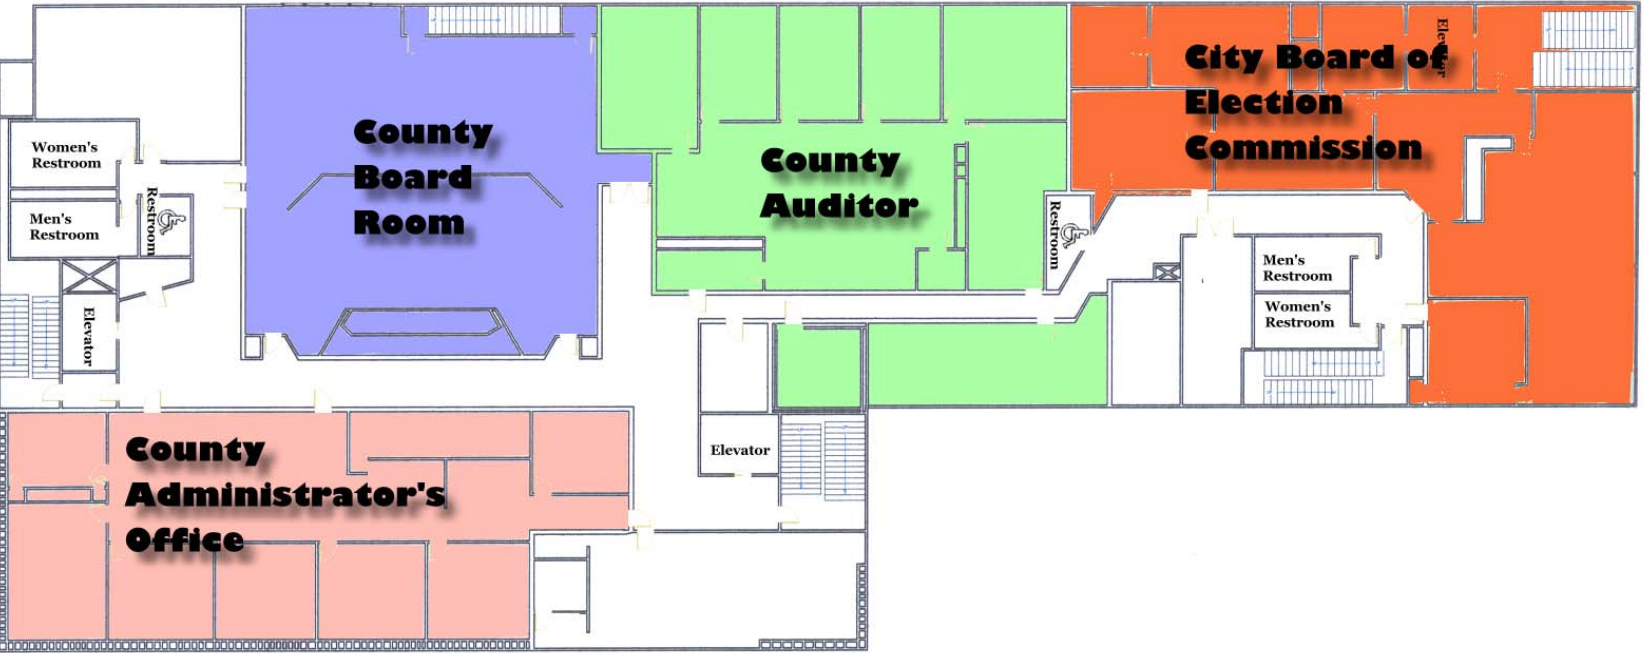 Women's
Restroom
Men's
Restroom
Restroom
Elevator
County
Board
Room
County
Auditor
City Board of
Election
Commission
Elevator
Restroom
Men's
Restroom
Women's
Restroom
County
Administrator's
Office
Elevator